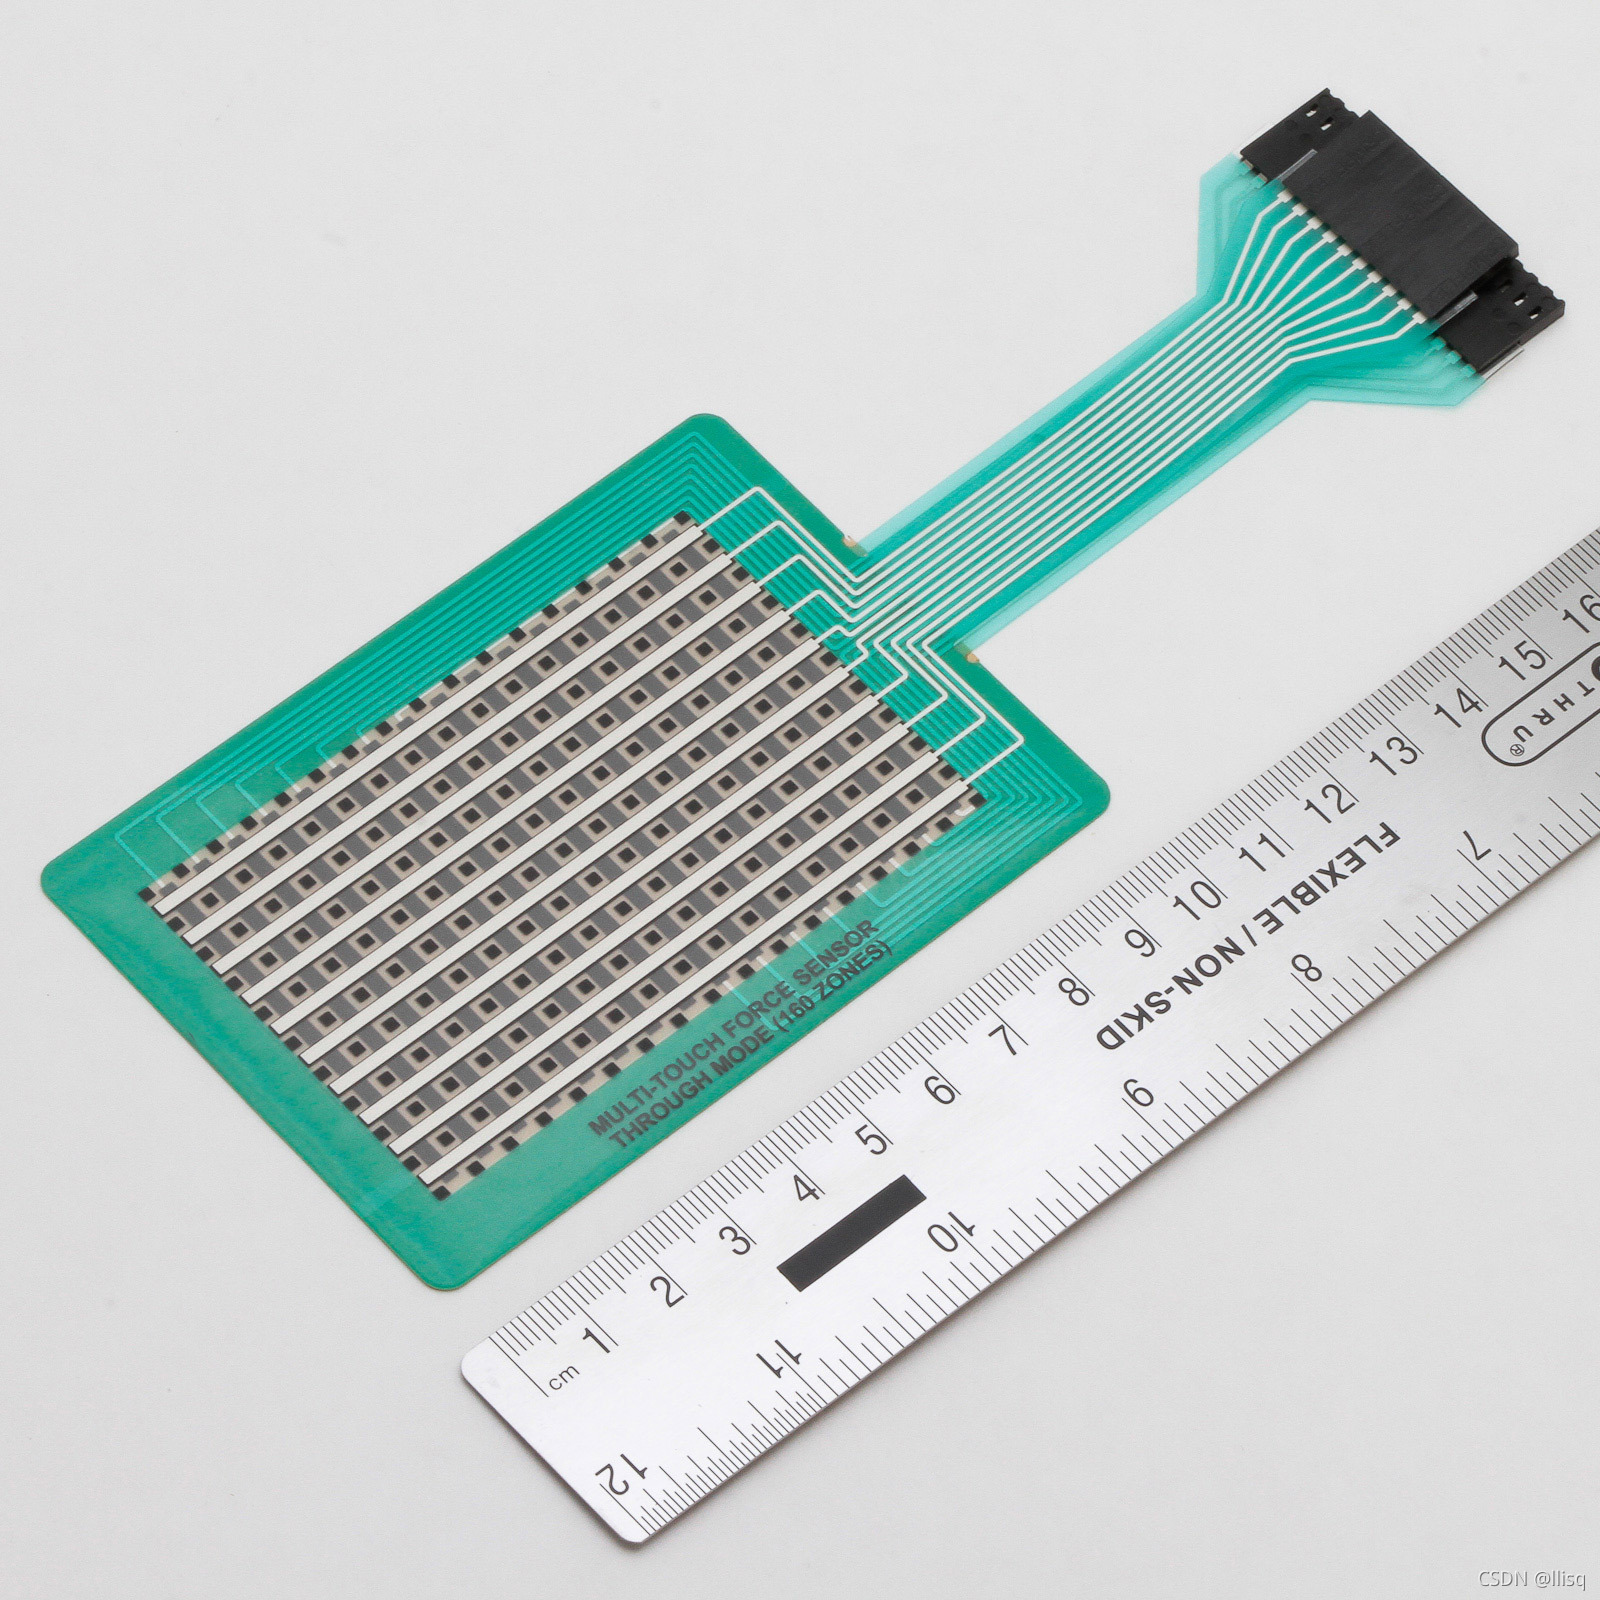 MULTI-TOUCH FORCE SENSOR
THROUGH MODE (160 ZONES)
cm 1 2 3 4 5 6 7 8 9 10 11 12 13 14 15 16
THRU®
FLEXIBLE / NON-SKID
7 8 9 10 11 12
CSDN @llisq